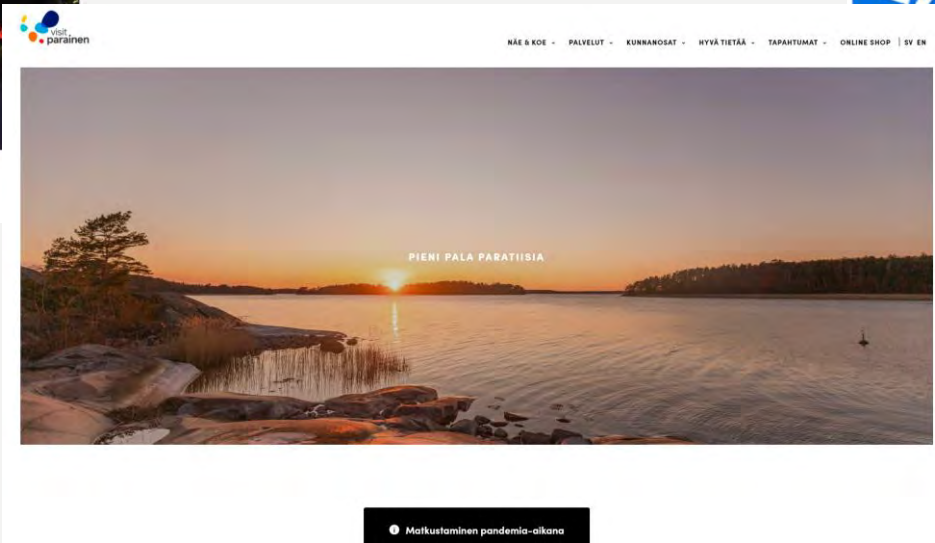 visit
parainen
NÄE & KOE PALVELUT KUNNANOSAT HYVÄ TIETÄÄ TAPAHTUMAT ONLINE SHOP | SV EN
PIENI PALA PARATIISIA
Matkustaminen pandemia-aikana